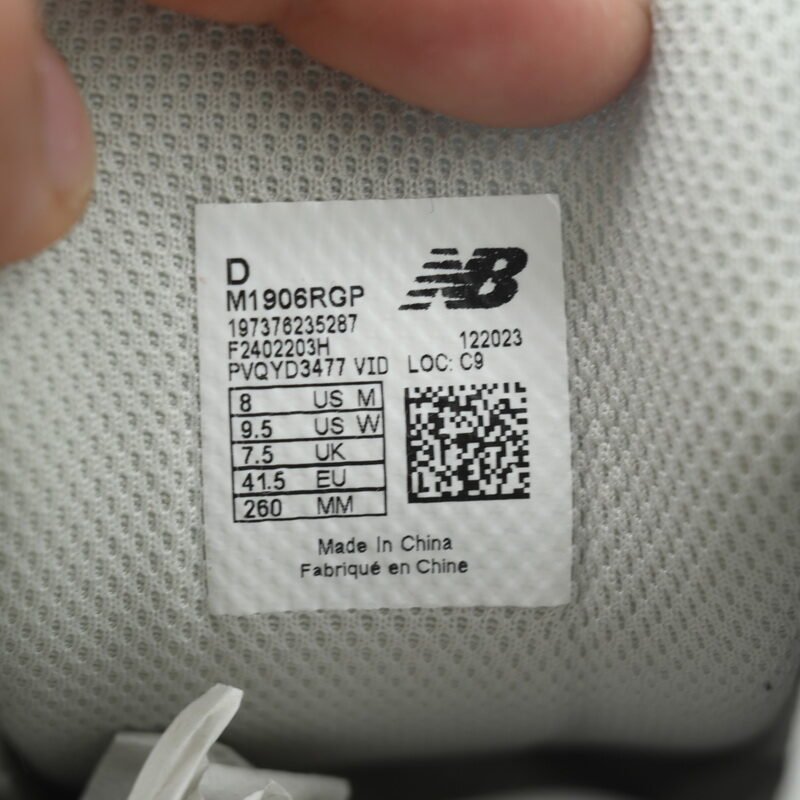 D
NB
M1906RGP
197376235287
F2402203H 122023
PVQYD3477 VID LOC: C9
8 US M
9.5 US W
7.5 UK
41.5 EU
260 MM
Made In China
Fabriqué en Chine